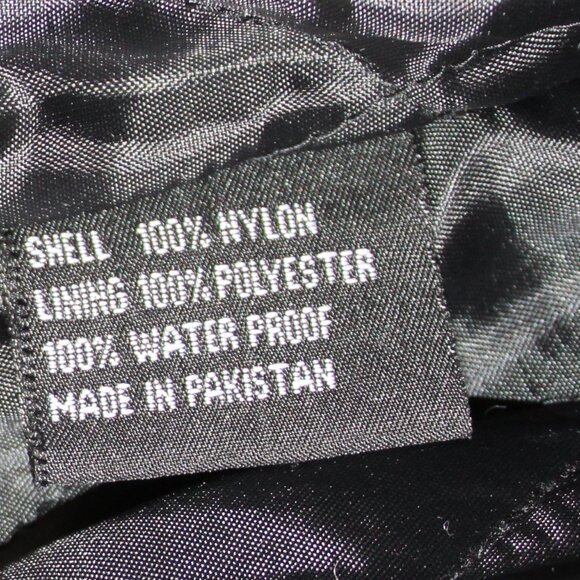 SHELL 100% NYLON
LINING 100% POLYESTER
100% WATER PROOF
MADE IN PAKISTAN